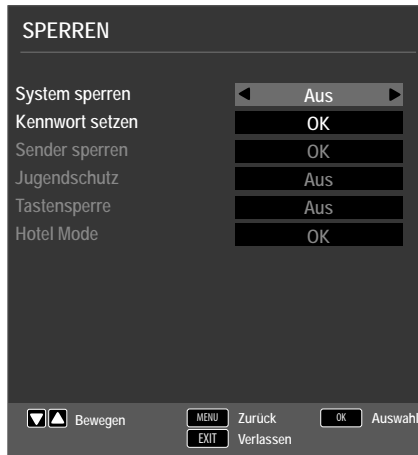 SPERREN
System sperren Aus
Kennwort setzen OK
Sender sperren OK
Jugendschutz Aus
Tastensperre Aus
Hotel Mode OK
Bewegen MENU Zurück OK Auswahl
EXIT Verlassen